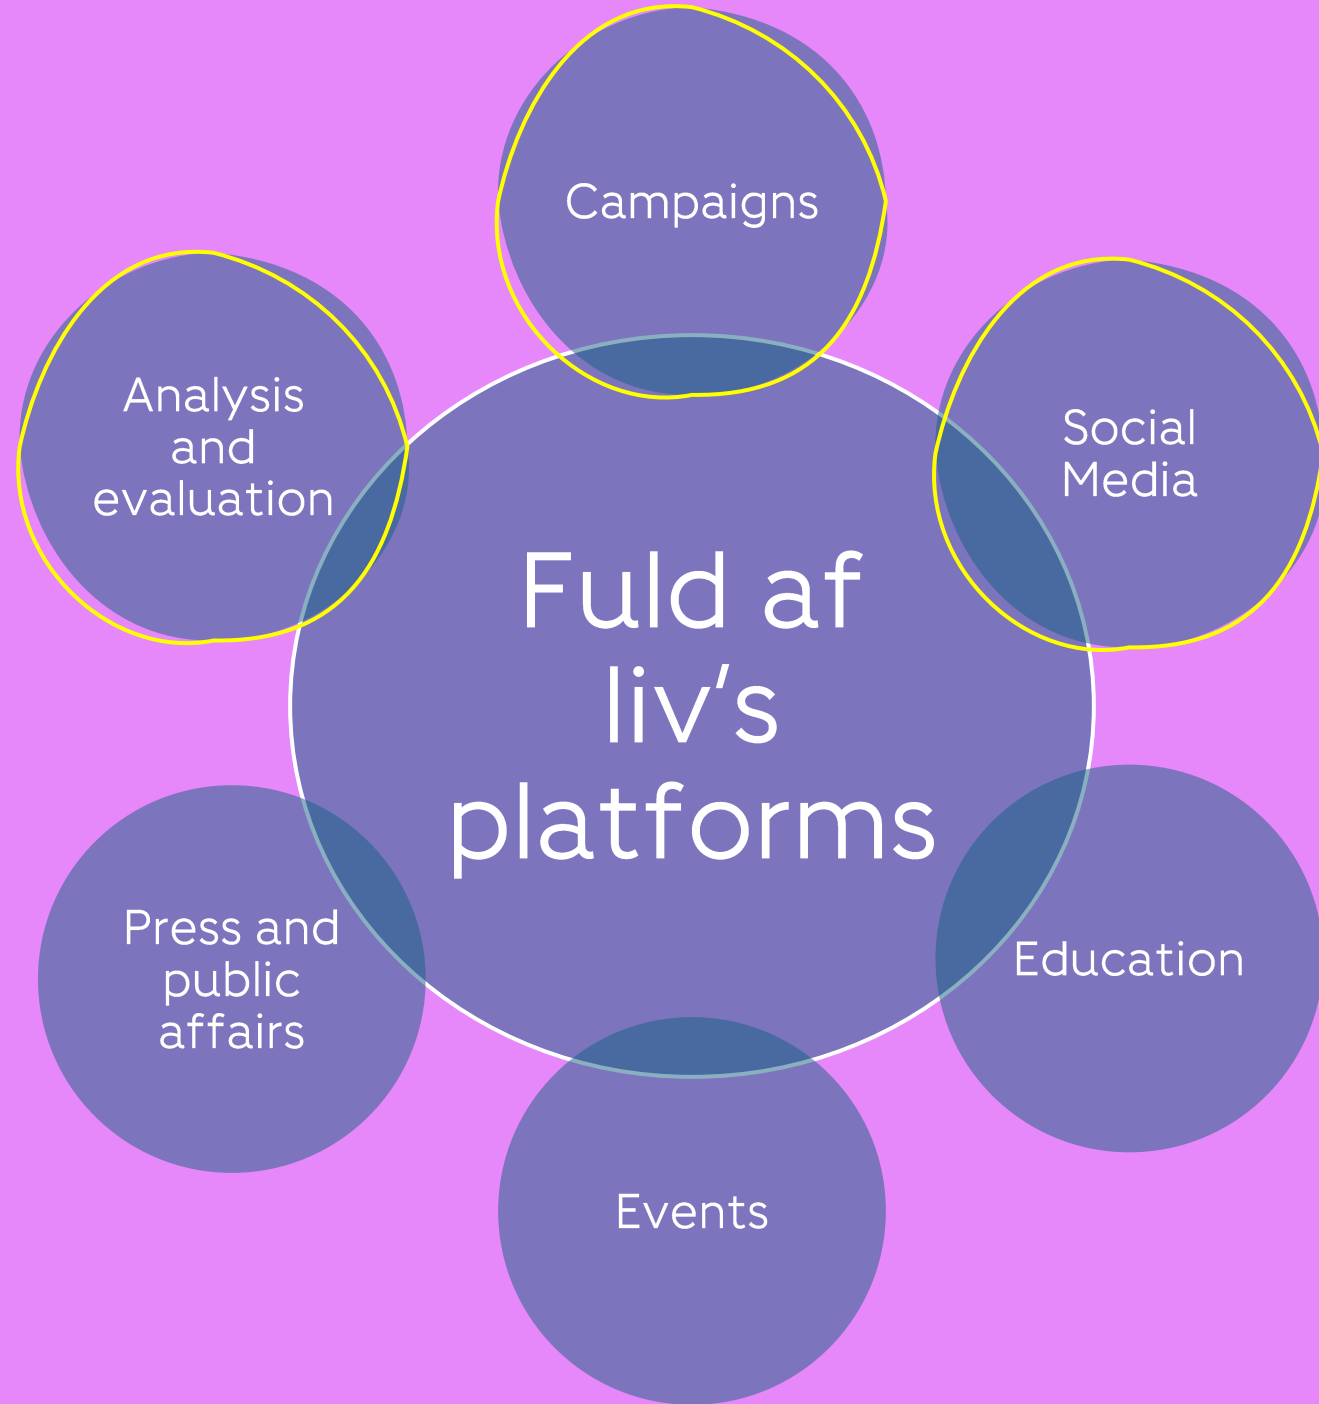 Campaigns
Analysis
and
evaluation
Social
Media
Fuld af
liv’s
platforms
Press and
public
affairs
Education
Events